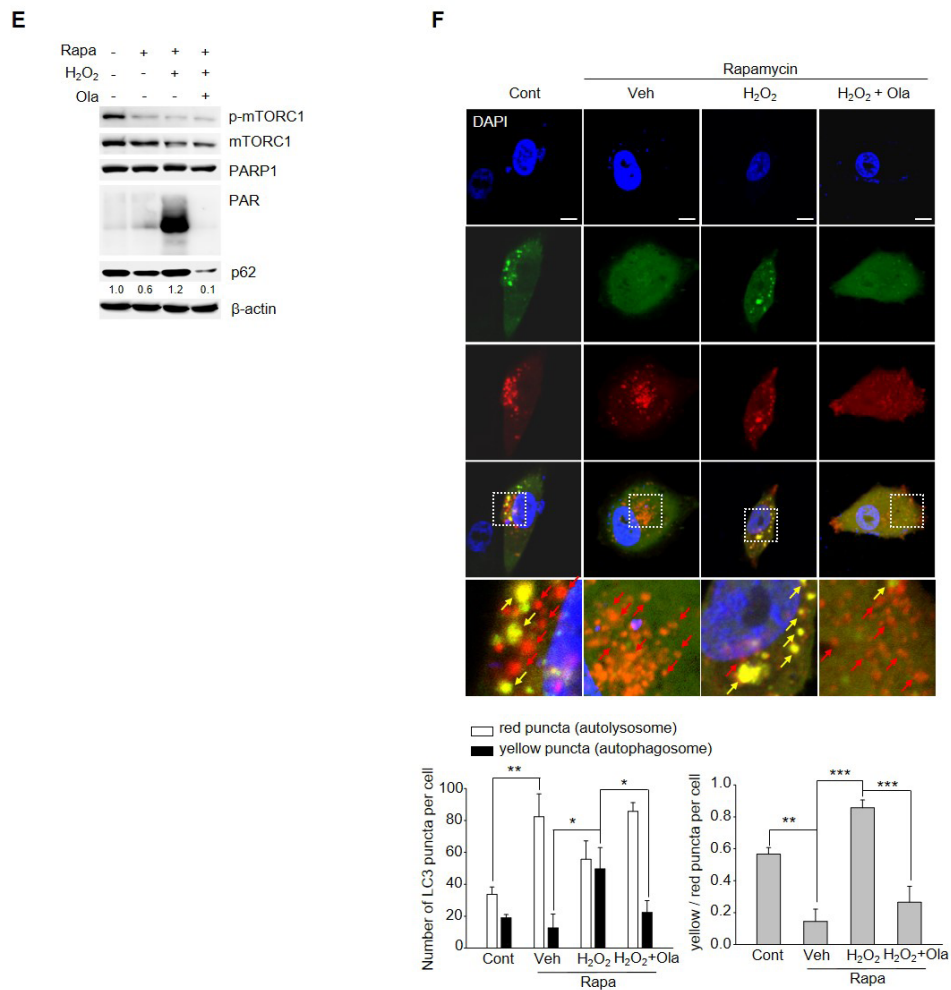 E
Rapa - + + +
H₂O₂ - - + +
Ola - - - +
p-mTORC1
mTORC1
PARP1
PAR
p62
1.0 0.6 1.2 0.1
β-actin
F
Rapamycin
Cont Veh H₂O₂ H₂O₂ + Ola
DAPI
red puncta (autolysosome)
yellow puncta (autophagosome)
Number of LC3 puncta per cell
100
80
60
40
20
0
** * *
Cont Veh H₂O₂ H₂O₂+Ola
Rapa
yellow / red puncta per cell
1.0
0.8
0.6
0.4
0.2
0.0
** *** ***
Cont Veh H₂O₂ H₂O₂+Ola
Rapa